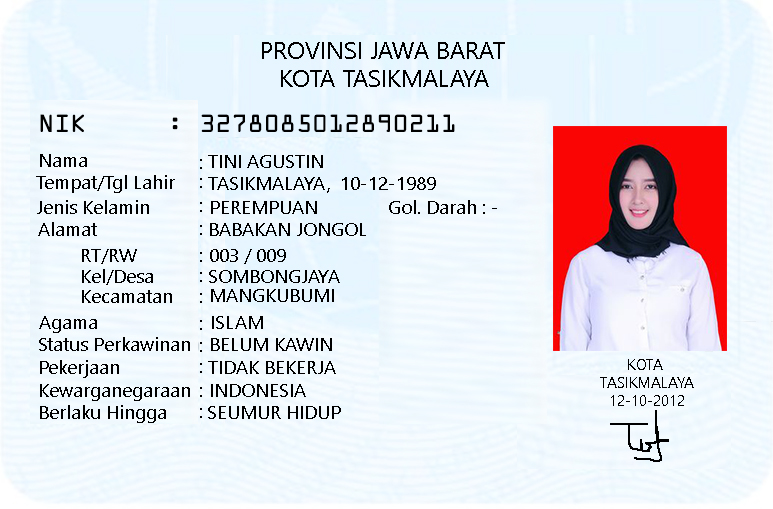 PROVINSI JAWA BARAT
KOTA TASIKMALAYA
NIK : 3278085012890211
Nama : TINI AGUSTIN
Tempat/Tgl Lahir : TASIKMALAYA, 10-12-1989
Jenis Kelamin : PEREMPUAN Gol. Darah : -
Alamat : BABAKAN JONGOL
RT/RW : 003 / 009
Kel/Desa : SOMBONGJAYA
Kecamatan : MANGKUBUMI
Agama : ISLAM
Status Perkawinan : BELUM KAWIN
Pekerjaan : TIDAK BEKERJA
Kewarganegaraan : INDONESIA
Berlaku Hingga : SEUMUR HIDUP
KOTA
TASIKMALAYA
12-10-2012